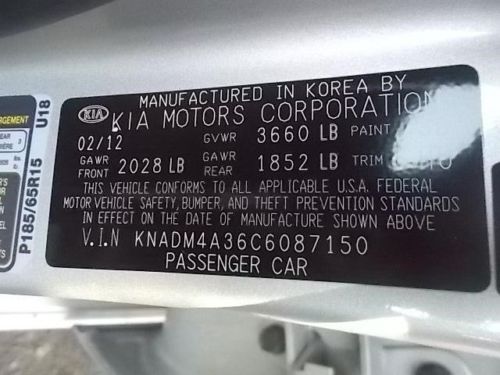 MANUFACTURED IN KOREA BY
KIA KIA MOTORS CORPORATION
02/12 GVWR 3660 LB PAINT
GAWR FRONT 2028 LB GAWR REAR 1852 LB TRIM
THIS VEHICLE CONFORMS TO ALL APPLICABLE U.S.A. FEDERAL
MOTOR VEHICLE SAFETY, BUMPER, AND THEFT PREVENTION STANDARDS
IN EFFECT ON THE DATE OF MANUFACTURE SHOWN ABOVE
V.I.N KNADM4A36C6087150
PASSENGER CAR
P185/65R15 U18